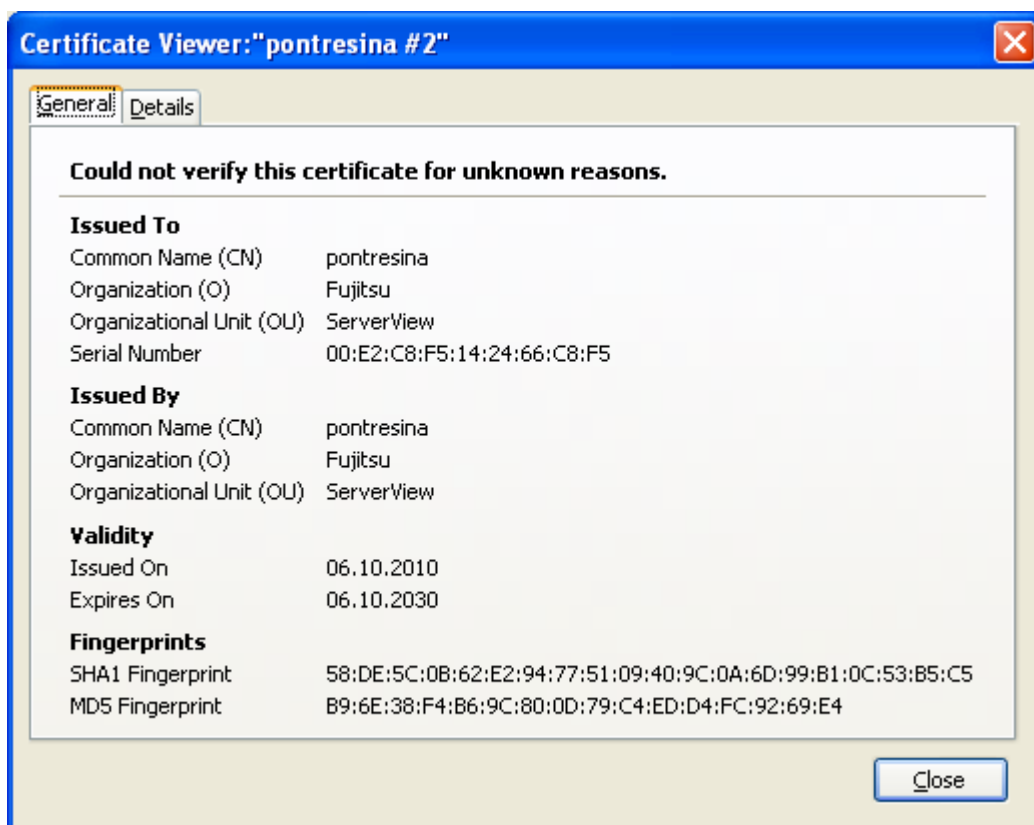 Certificate Viewer:"pontresina #2"
General Details
Could not verify this certificate for unknown reasons.
Issued To
Common Name (CN) pontresina
Organization (O) Fujitsu
Organizational Unit (OU) ServerView
Serial Number 00:E2:C8:F5:14:24:66:C8:F5
Issued By
Common Name (CN) pontresina
Organization (O) Fujitsu
Organizational Unit (OU) ServerView
Validity
Issued On 06.10.2010
Expires On 06.10.2030
Fingerprints
SHA1 Fingerprint 58:DE:5C:0B:62:E2:94:77:51:09:40:9C:0A:6D:99:B1:0C:53:B5:C5
MD5 Fingerprint B9:6E:38:F4:B6:9C:80:0D:79:C4:ED:D4:FC:92:69:E4
Close